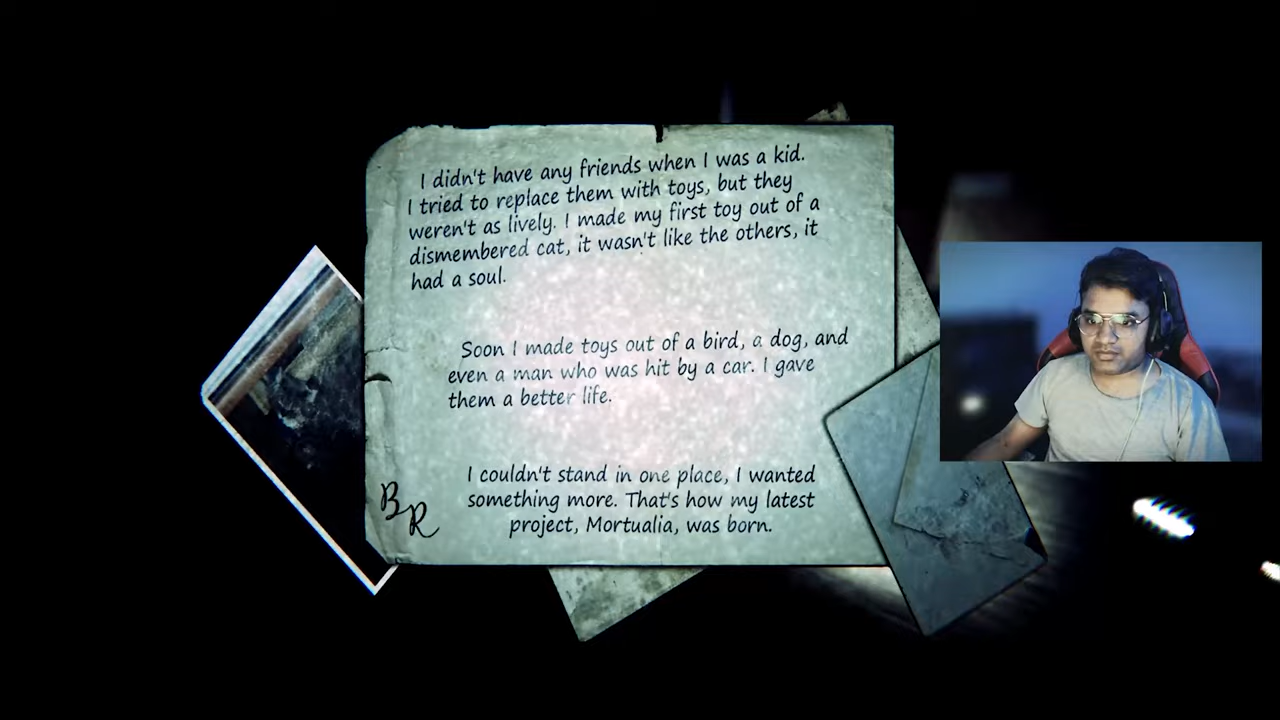 I didn't have any friends when I was a kid.
I tried to replace them with toys, but they
weren't as lively. I made my first toy out of a
dismembered cat, it wasn't like the others, it
had a soul.
Soon I made toys out of a bird, a dog, and
even a man who was hit by a car. I gave
them a better life.
I couldn't stand in one place, I wanted
something more. That's how my latest
project, Mortualia, was born.
BR